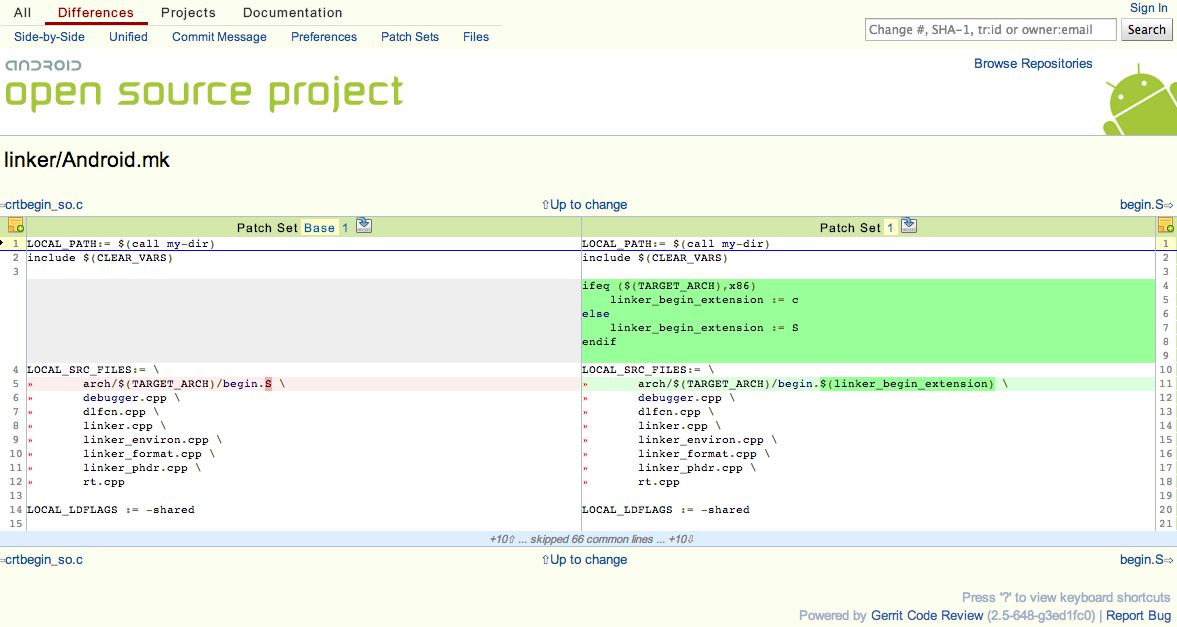 All Differences Projects Documentation Sign In
Side-by-Side Unified Commit Message Preferences Patch Sets Files Change #, SHA-1, tr:id or owner:email Search
Browse Repositories
ANDROID
open source project
linker/Android.mk
⇦crtbegin_so.c ⇧Up to change begin.S⇨
Patch Set Base 1 Patch Set 1
1 LOCAL_PATH:= $(call my-dir) LOCAL_PATH:= $(call my-dir) 1
2 include $(CLEAR_VARS) include $(CLEAR_VARS) 2
3 3
ifeq ($(TARGET_ARCH),x86) 4
linker_begin_extension := c 5
else 6
linker_begin_extension := S 7
endif 8
9
4 LOCAL_SRC_FILES:= \ LOCAL_SRC_FILES:= \ 10
5 » arch/$(TARGET_ARCH)/begin.S \ » arch/$(TARGET_ARCH)/begin.$(linker_begin_extension) \ 11
6 » debugger.cpp \ » debugger.cpp \ 12
7 » dlfcn.cpp \ » dlfcn.cpp \ 13
8 » linker.cpp \ » linker.cpp \ 14
9 » linker_environ.cpp \ » linker_environ.cpp \ 15
10 » linker_format.cpp \ » linker_format.cpp \ 16
11 » linker_phdr.cpp \ » linker_phdr.cpp \ 17
12 » rt.cpp » rt.cpp 18
13 19
14 LOCAL_LDFLAGS := -shared LOCAL_LDFLAGS := -shared 20
15 21
+10⇧ ... skipped 66 common lines ... +10⇩
⇦crtbegin_so.c ⇧Up to change begin.S⇨
Press '?' to view keyboard shortcuts
Powered by Gerrit Code Review (2.5-648-g3ed1fc0) | Report Bug